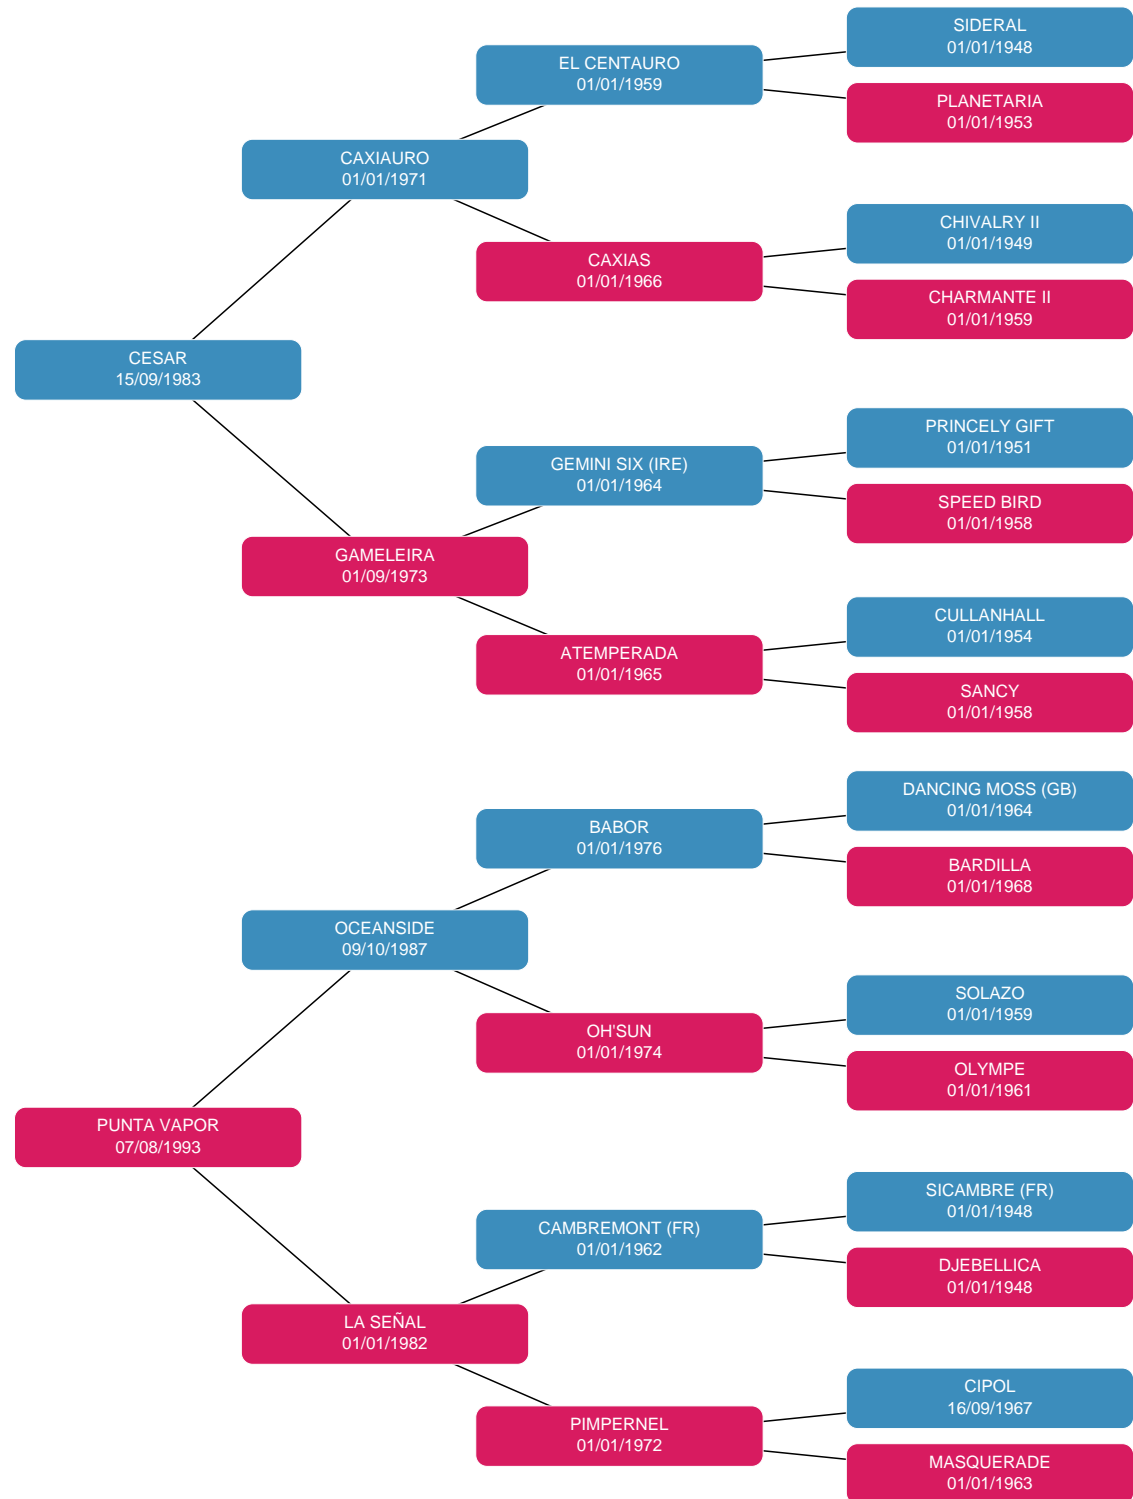 SIDERAL
01/01/1948
EL CENTAURO
01/01/1959
PLANETARIA
01/01/1953
CAXIAURO
01/01/1971
CHIVALRY II
01/01/1949
CAXIAS
01/01/1966
CHARMANTE II
01/01/1959
CESAR
15/09/1983
PRINCELY GIFT
01/01/1951
GEMINI SIX (IRE)
01/01/1964
SPEED BIRD
01/01/1958
GAMELEIRA
01/09/1973
CULLANHALL
01/01/1954
ATEMPERADA
01/01/1965
SANCY
01/01/1958
DANCING MOSS (GB)
01/01/1964
BABOR
01/01/1976
BARDILLA
01/01/1968
OCEANSIDE
09/10/1987
SOLAZO
01/01/1959
OH'SUN
01/01/1974
OLYMPE
01/01/1961
PUNTA VAPOR
07/08/1993
SICAMBRE (FR)
01/01/1948
CAMBREMONT (FR)
01/01/1962
DJEBELLICA
01/01/1948
LA SEÑAL
01/01/1982
CIPOL
16/09/1967
PIMPERNEL
01/01/1972
MASQUERADE
01/01/1963